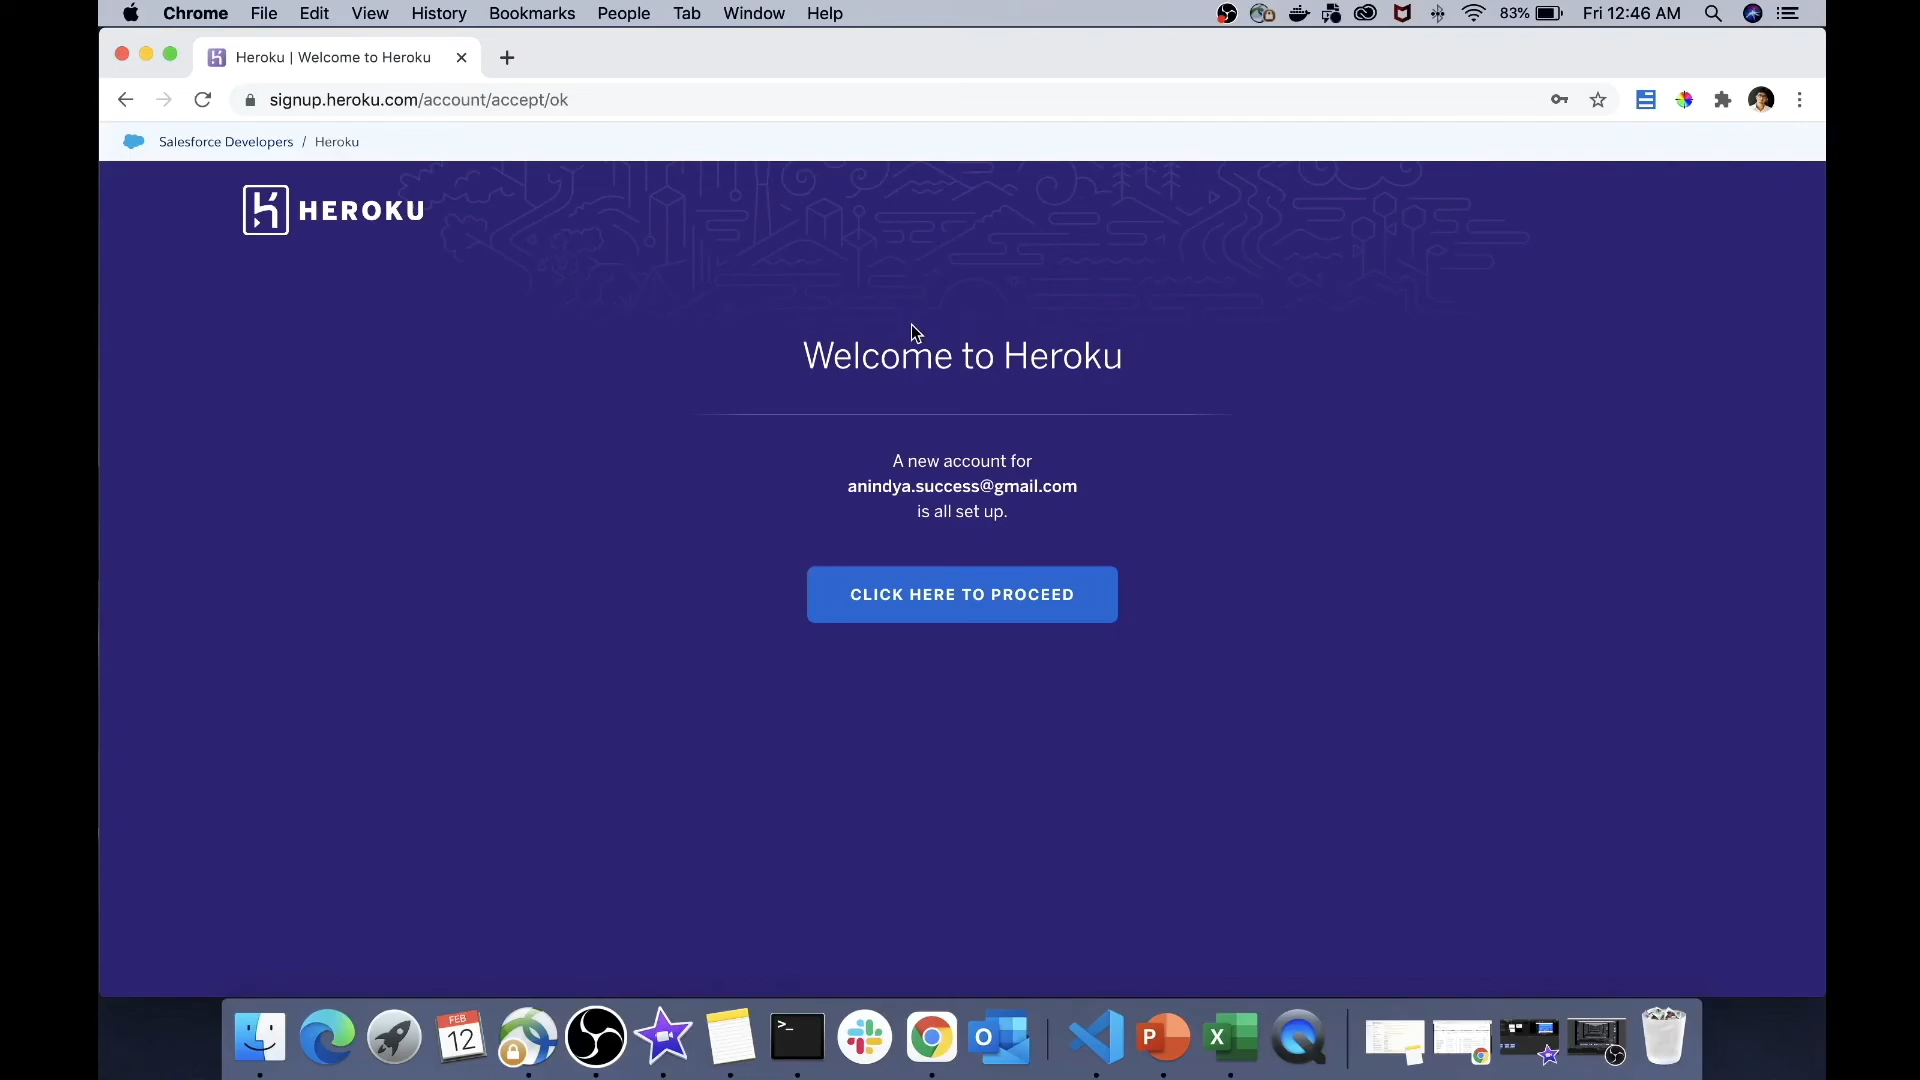 Chrome File Edit View History Bookmarks People Tab Window Help 83% Fri 12:46 AM
Heroku | Welcome to Heroku
signup.heroku.com/account/accept/ok
Salesforce Developers / Heroku
HEROKU
Welcome to Heroku
A new account for
anindya.success@gmail.com
is all set up.
CLICK HERE TO PROCEED
FEB
12
>_
O
P
X